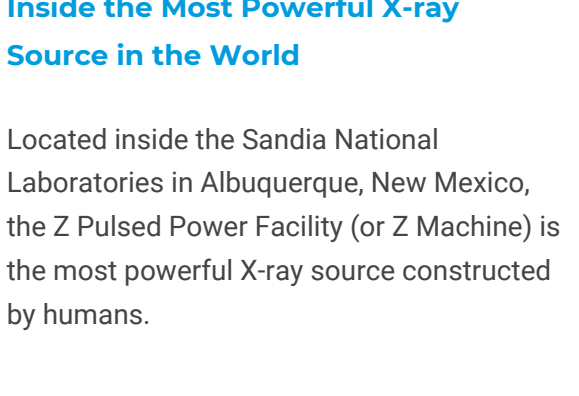 Inside the Most Powerful X-ray
Source in the World
Located inside the Sandia National
Laboratories in Albuquerque, New Mexico,
the Z Pulsed Power Facility (or Z Machine) is
the most powerful X-ray source constructed
by humans.